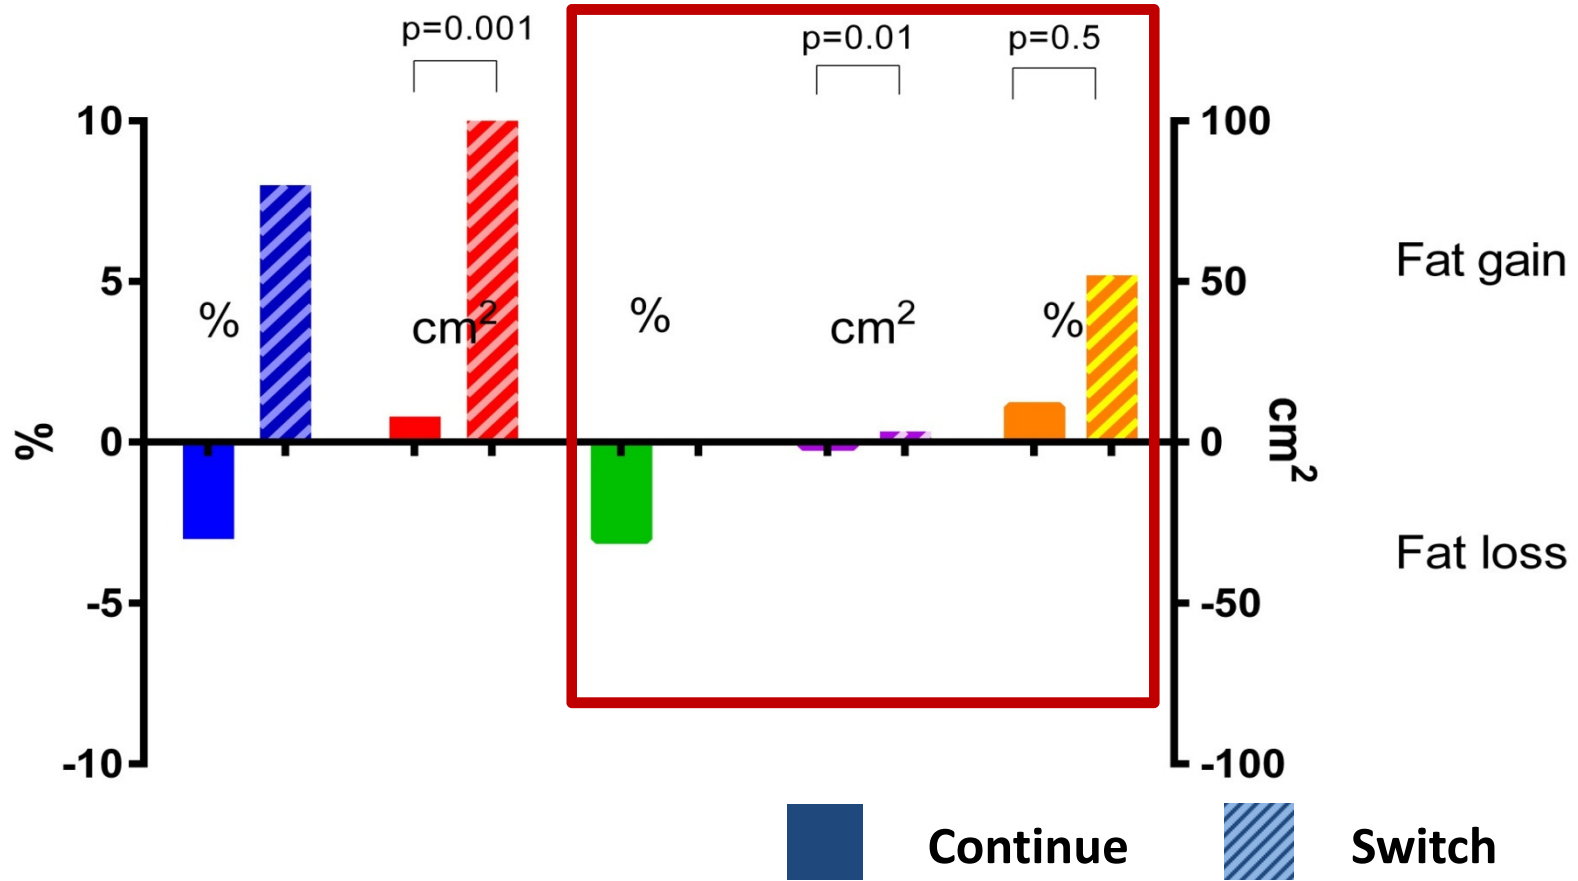 p=0.001
p=0.01
p=0.5
10
100
5
50
Fat gain
%
cm²
%
cm²
%
%
0
0
cm²
-5
-50
Fat loss
-10
-100
Continue
Switch